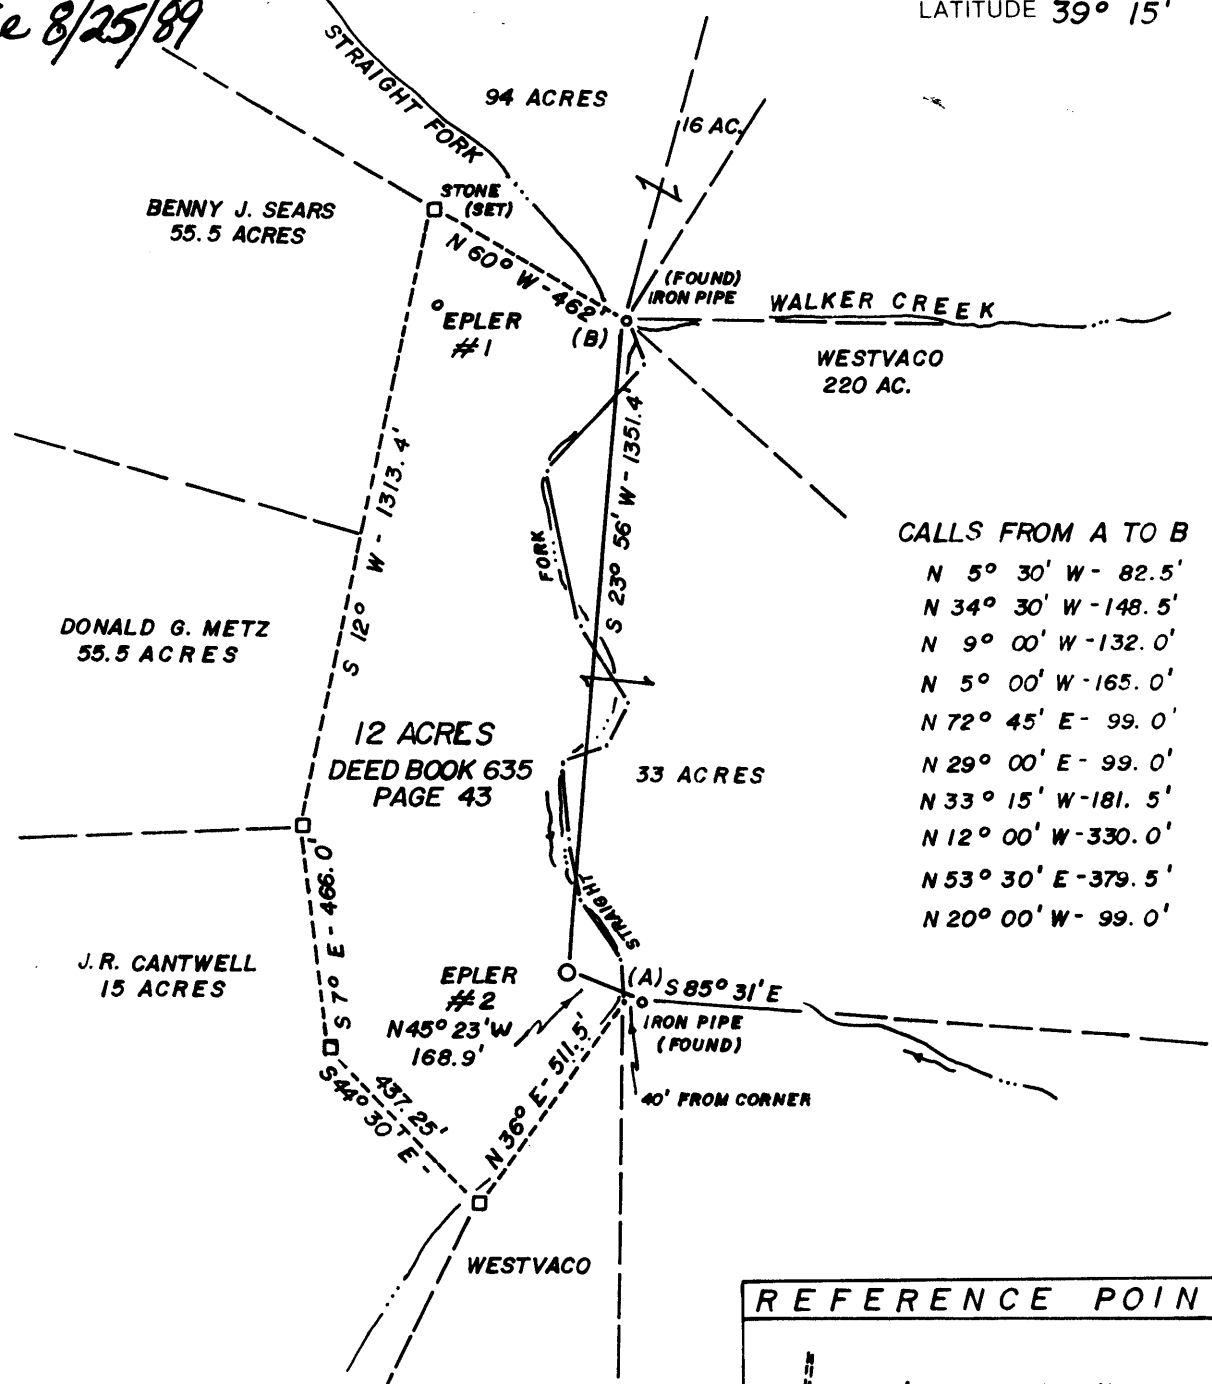 8/25/89
LATITUDE 39° 15'
STRAIGHT FORK
94 ACRES
16 AC.
BENNY J. SEARS
55.5 ACRES
STONE
(SET)
N 60° W - 462'
(FOUND)
IRON PIPE
WALKER CREEK
EPLER
#1
(B)
WESTVACO
220 AC.
S 12° W - 1313.4'
S 23° 56' W - 1351.4'
FORK
CALLS FROM A TO B
N 5° 30' W - 82.5'
N 34° 30' W - 148.5'
N 9° 00' W - 132.0'
N 5° 00' W - 165.0'
N 72° 45' E - 99.0'
N 29° 00' E - 99.0'
N 33° 15' W - 181.5'
N 12° 00' W - 330.0'
N 53° 30' E - 379.5'
N 20° 00' W - 99.0'
DONALD G. METZ
55.5 ACRES
12 ACRES
DEED BOOK 635
PAGE 43
33 ACRES
S 7° E - 466.0'
STRAIGHT
J.R. CANTWELL
15 ACRES
EPLER
#2
N45° 23' W
168.9'
(A)
S 85° 31' E
IRON PIPE
(FOUND)
40' FROM CORNER
437.25'
S 44° 30' E -
N 36° E - 511.5'
WESTVACO
REFERENCE POIN